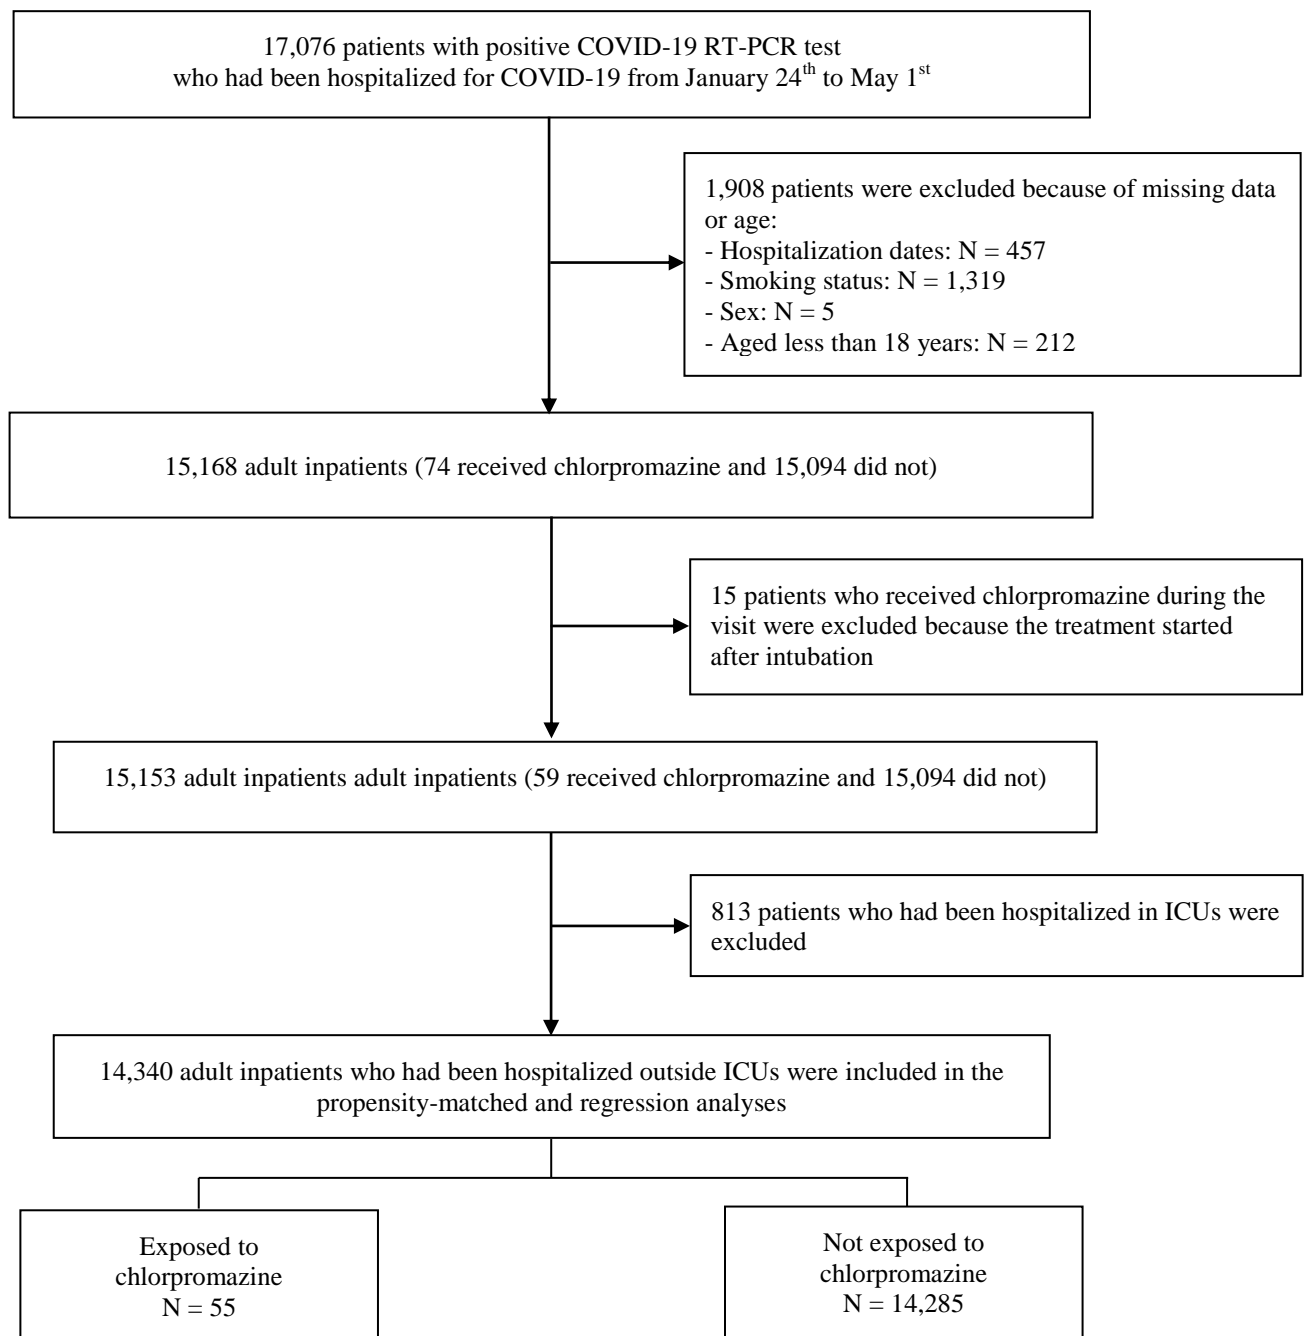 17,076 patients with positive COVID-19 RT-PCR test
who had been hospitalized for COVID-19 from January 24th to May 1st
1,908 patients were excluded because of missing data
or age:
- Hospitalization dates: N = 457
- Smoking status: N = 1,319
- Sex: N = 5
- Aged less than 18 years: N = 212
15,168 adult inpatients (74 received chlorpromazine and 15,094 did not)
15 patients who received chlorpromazine during the
visit were excluded because the treatment started
after intubation
15,153 adult inpatients adult inpatients (59 received chlorpromazine and 15,094 did not)
813 patients who had been hospitalized in ICUs were
excluded
14,340 adult inpatients who had been hospitalized outside ICUs were included in the
propensity-matched and regression analyses
Exposed to
chlorpromazine
N = 55
Not exposed to
chlorpromazine
N = 14,285